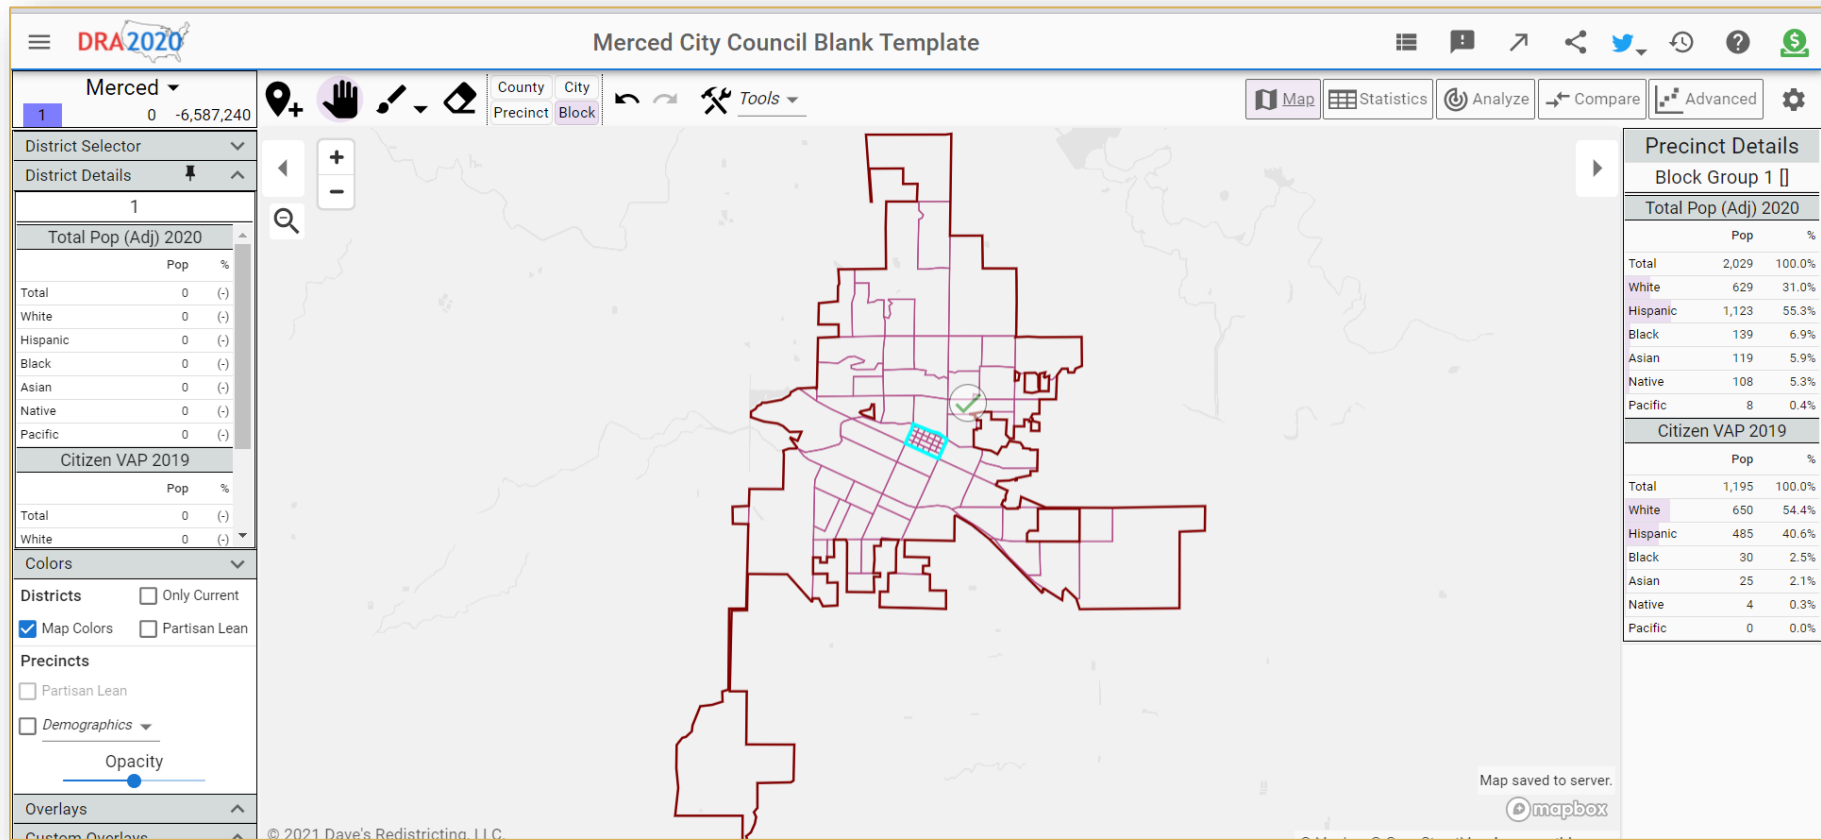 DRA2020
Merced City Council Blank Template
Merced
1 0 -6,587,240
County City
Precinct Block
Tools
Map Statistics Analyze Compare Advanced
District Selector
District Details
1
Total Pop (Adj) 2020
Pop %
Total 0 (-)
White 0 (-)
Hispanic 0 (-)
Black 0 (-)
Asian 0 (-)
Native 0 (-)
Pacific 0 (-)
Citizen VAP 2019
Pop %
Total 0 (-)
White 0 (-)
Colors
Districts Only Current
Map Colors Partisan Lean
Precincts
Partisan Lean
Demographics
Opacity
Overlays
Custom Overlays
Precinct Details
Block Group 1 []
Total Pop (Adj) 2020
Pop %
Total 2,029 100.0%
White 629 31.0%
Hispanic 1,123 55.3%
Black 139 6.9%
Asian 119 5.9%
Native 108 5.3%
Pacific 8 0.4%
Citizen VAP 2019
Pop %
Total 1,195 100.0%
White 650 54.4%
Hispanic 485 40.6%
Black 30 2.5%
Asian 25 2.1%
Native 4 0.3%
Pacific 0 0.0%
Map saved to server.
mapbox
© 2021 Dave's Redistricting, LLC.